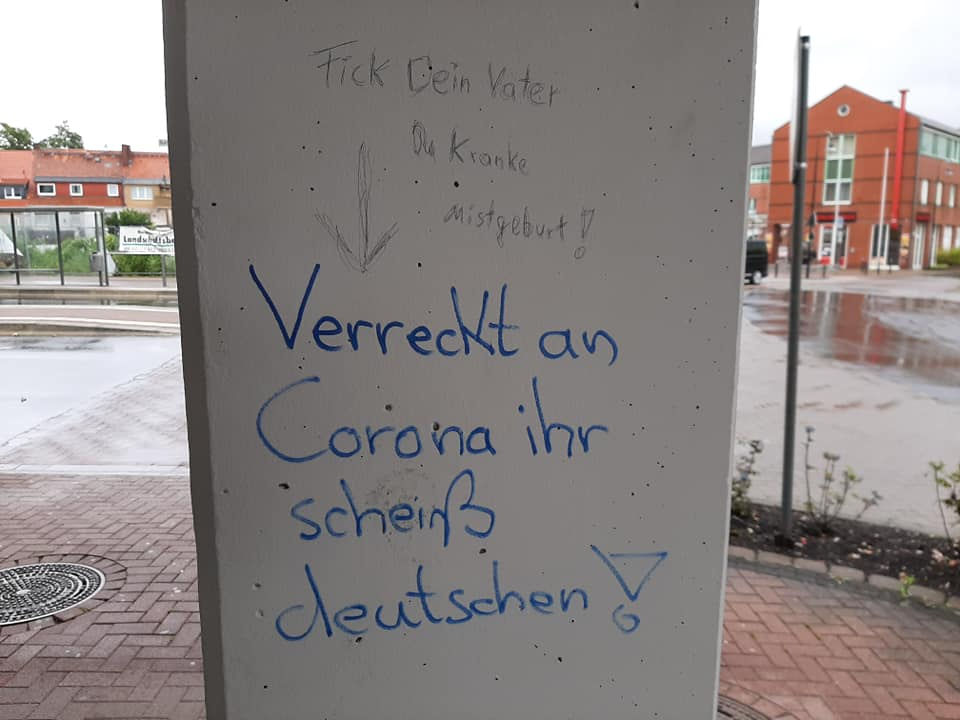 Fick Dein Vater
Du Kranke
Mistgeburt!
Verreckt an
Corona ihr
scheiß
deutschen!